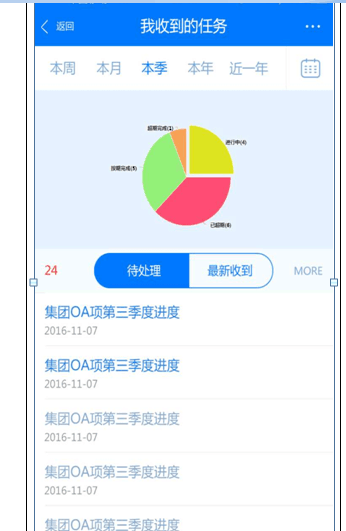 返回 我收到的任务
本周 本月 本季 本年 近一年
超期完成(1)
进行中(4)
按期完成(5)
已超期(6)
24 待处理 最新收到 MORE
集团OA项第三季度进度
2016-11-07
集团OA项第三季度进度
2016-11-07
集团OA项第三季度进度
2016-11-07
集团OA项第三季度进度
2016-11-07
集团OA项第三季度进度